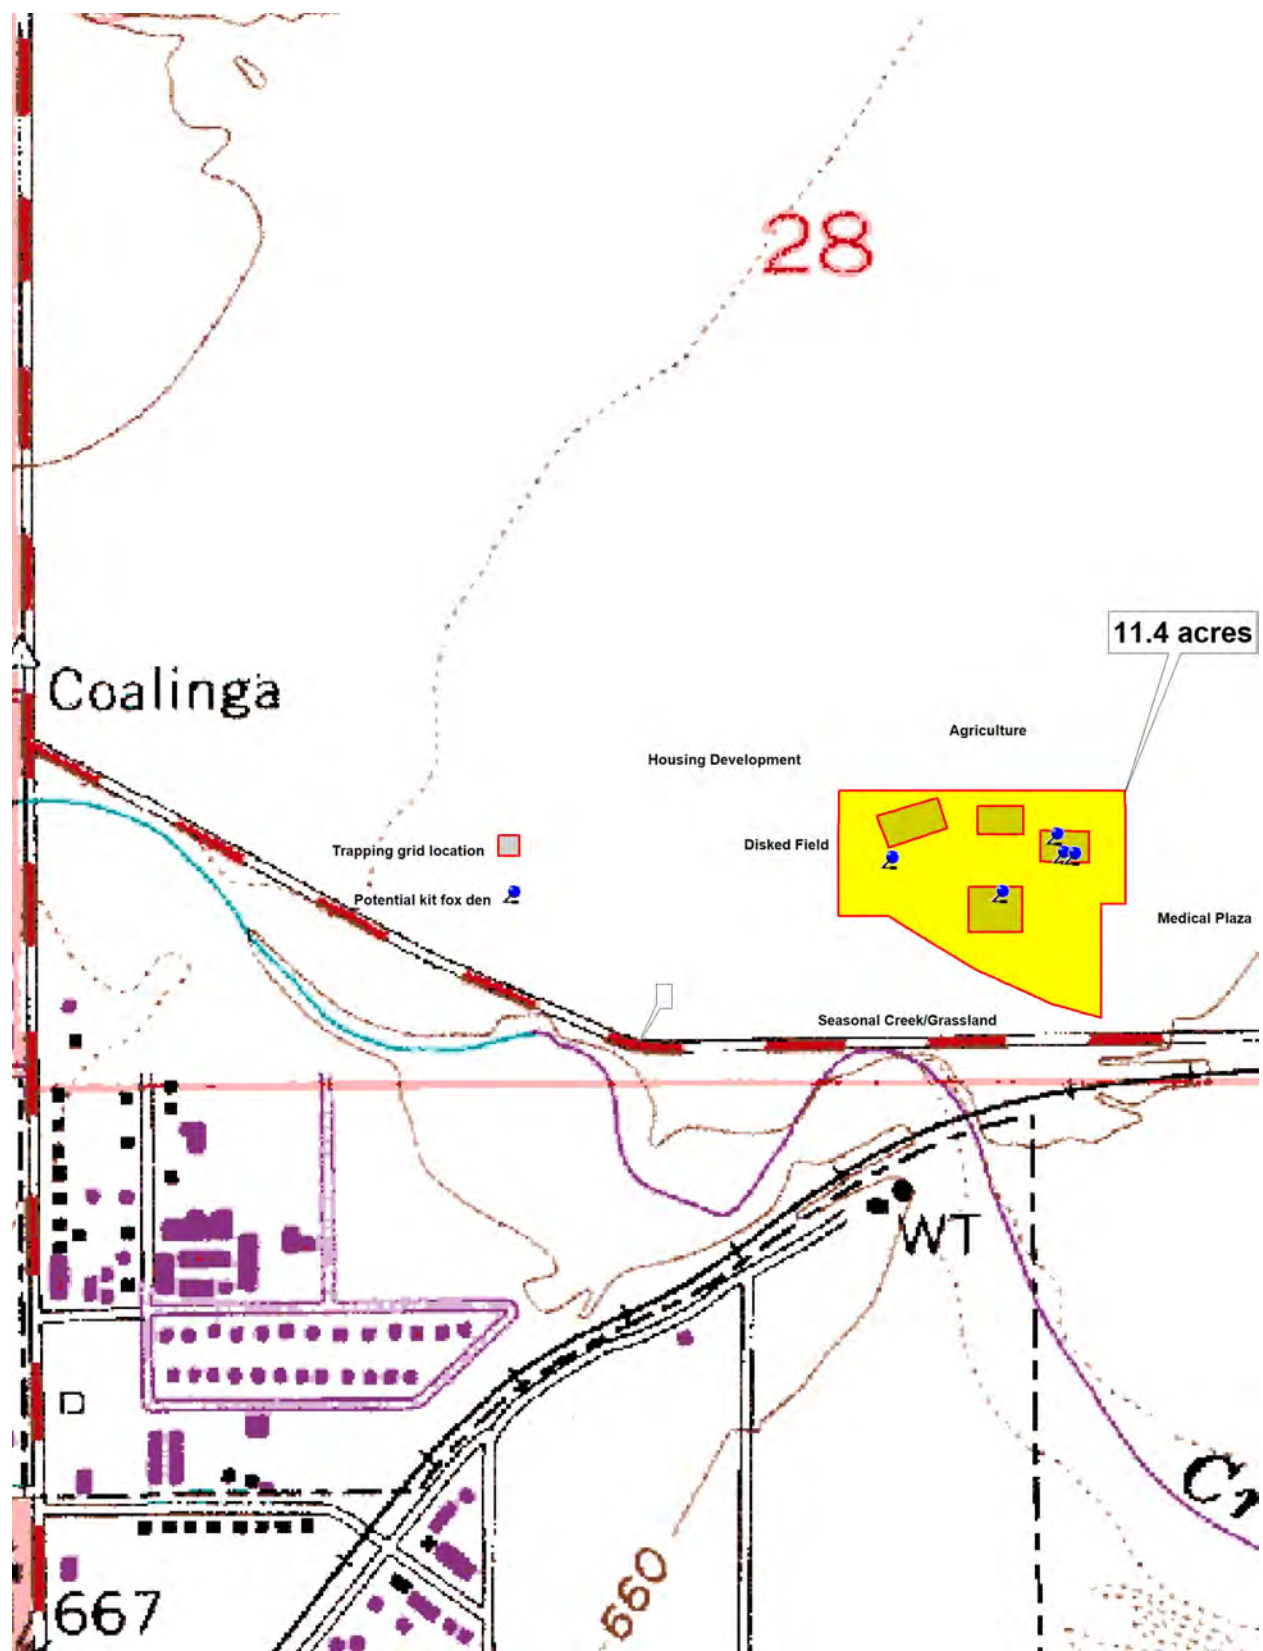 28
11.4 acres
Coalinga
Agriculture
Housing Development
Disked Field
Trapping grid location
Potential kit fox den
Medical Plaza
Seasonal Creek/Grassland
WT
D
Cr
660
667